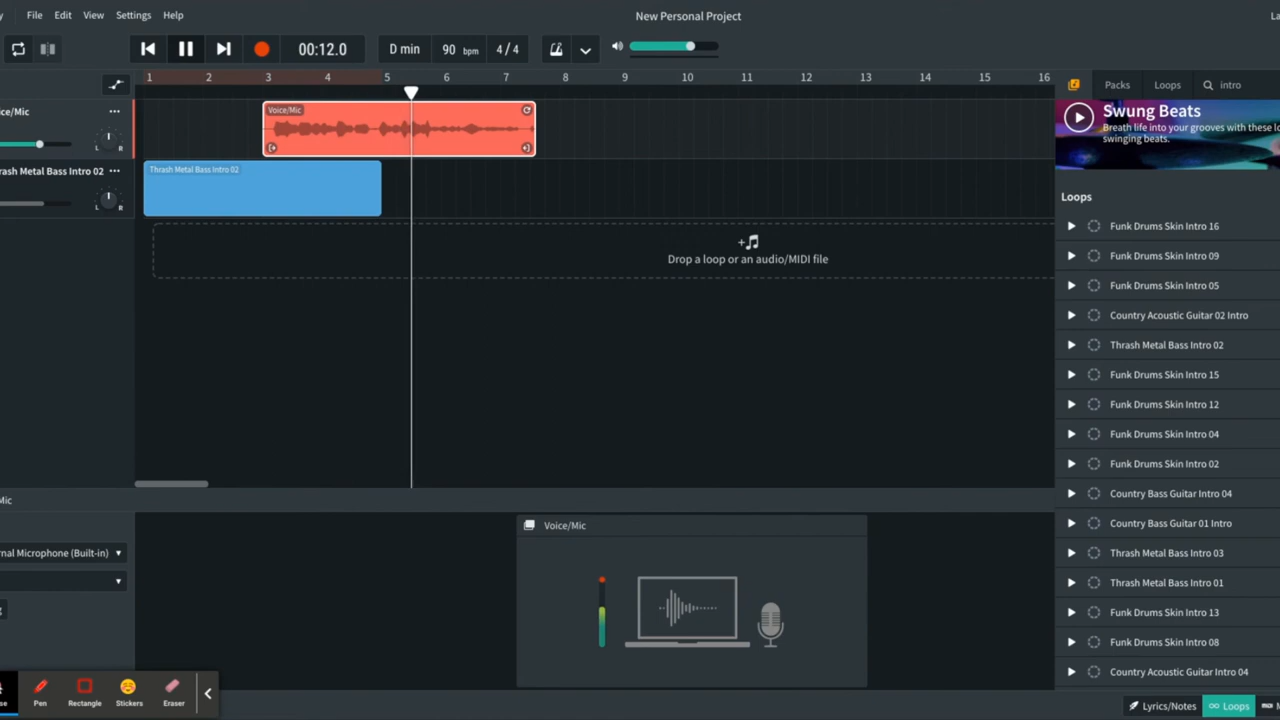 File Edit View Settings Help
New Personal Project
00:12.0
D min
90 bpm
4/4
1 2 3 4 5 6 7 8 9 10 11 12 13 14 15 16
Packs
Loops
intro
Voice/Mic
L R
Thrash Metal Bass Intro 02
rash Metal Bass Intro 02
L R
Drop a loop or an audio/MIDI file
Swung Beats
Breath life into your grooves with these lo
swinging beats.
Loops
Funk Drums Skin Intro 16
Funk Drums Skin Intro 09
Funk Drums Skin Intro 05
Country Acoustic Guitar 02 Intro
Thrash Metal Bass Intro 02
Funk Drums Skin Intro 15
Funk Drums Skin Intro 12
Funk Drums Skin Intro 04
Funk Drums Skin Intro 02
Country Bass Guitar Intro 04
Country Bass Guitar 01 Intro
Thrash Metal Bass Intro 03
Thrash Metal Bass Intro 01
Funk Drums Skin Intro 13
Funk Drums Skin Intro 08
Country Acoustic Guitar Intro 04
Mic
Voice/Mic
rnal Microphone (Built-in)
Pen
Rectangle
Stickers
Eraser
Lyrics/Notes
Loops